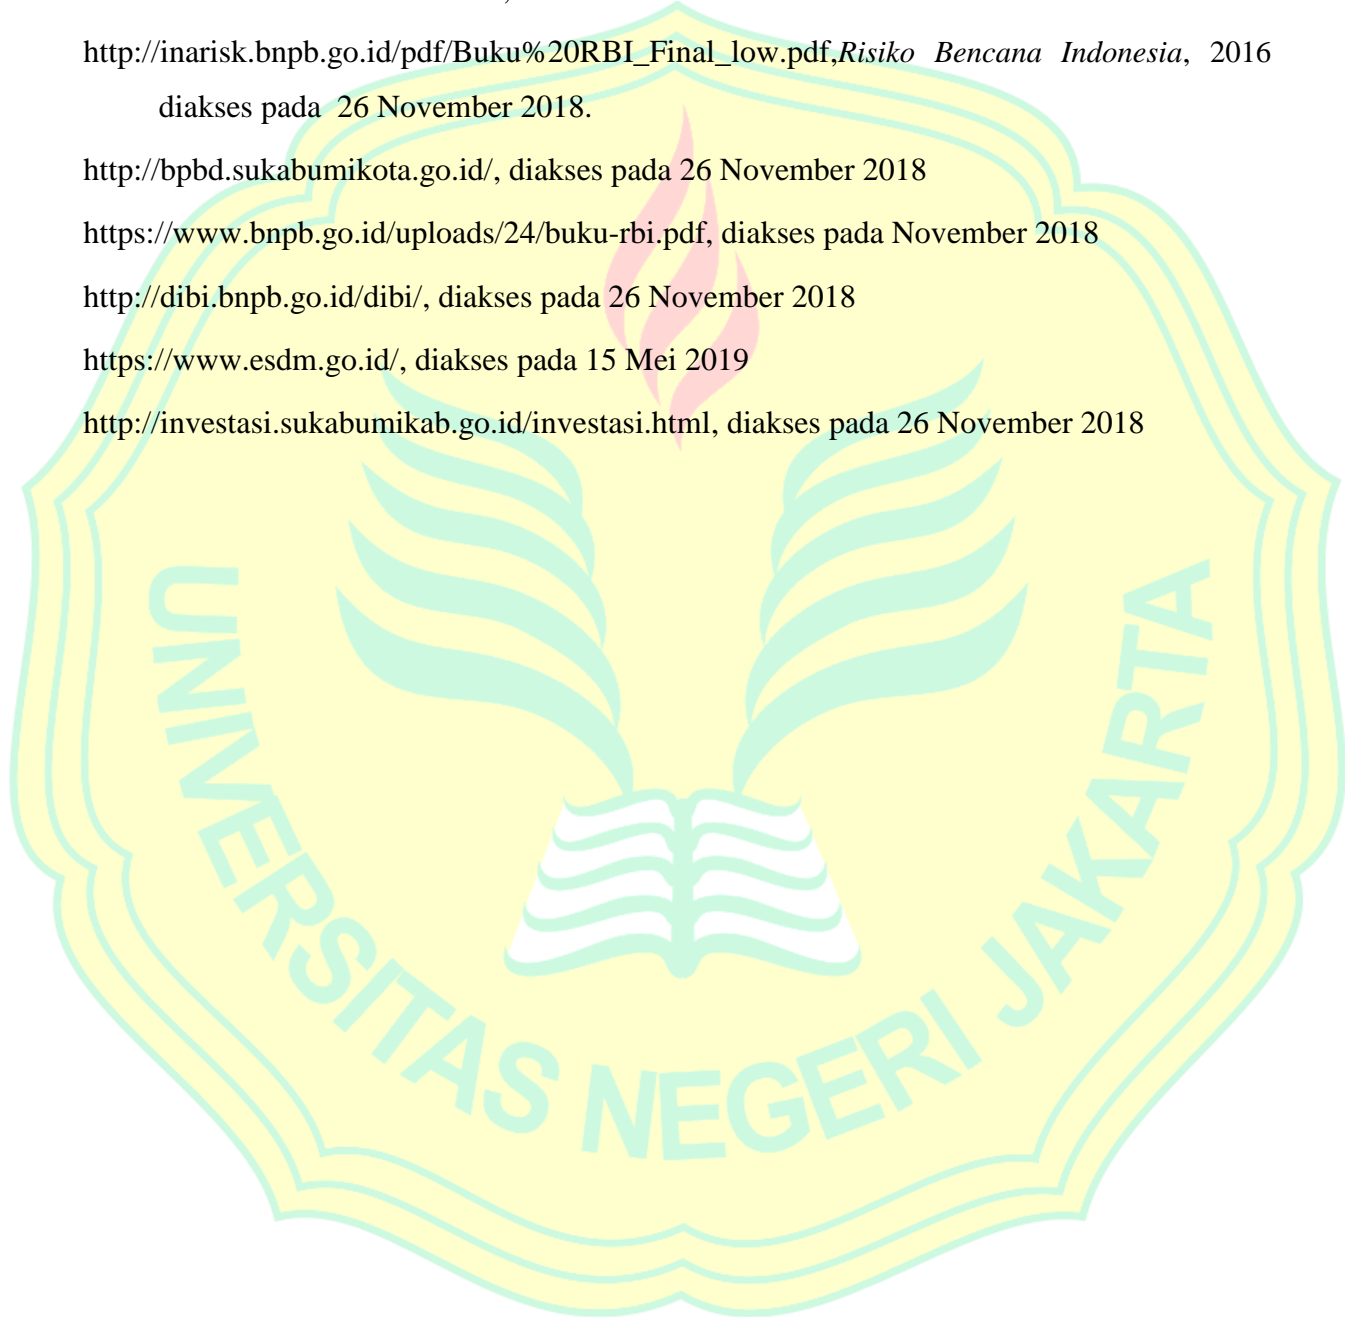 http://inarisk.bnpb.go.id/pdf/Buku%20RBI_Final_low.pdf,Risiko Bencana Indonesia, 2016
diakses pada 26 November 2018.
http://bpbd.sukabumikota.go.id/, diakses pada 26 November 2018
https://www.bnpb.go.id/uploads/24/buku-rbi.pdf, diakses pada November 2018
http://dibi.bnpb.go.id/dibi/, diakses pada 26 November 2018
https://www.esdm.go.id/, diakses pada 15 Mei 2019
http://investasi.sukabumikab.go.id/investasi.html, diakses pada 26 November 2018
UNIVERSITAS NEGERI JAKARTA